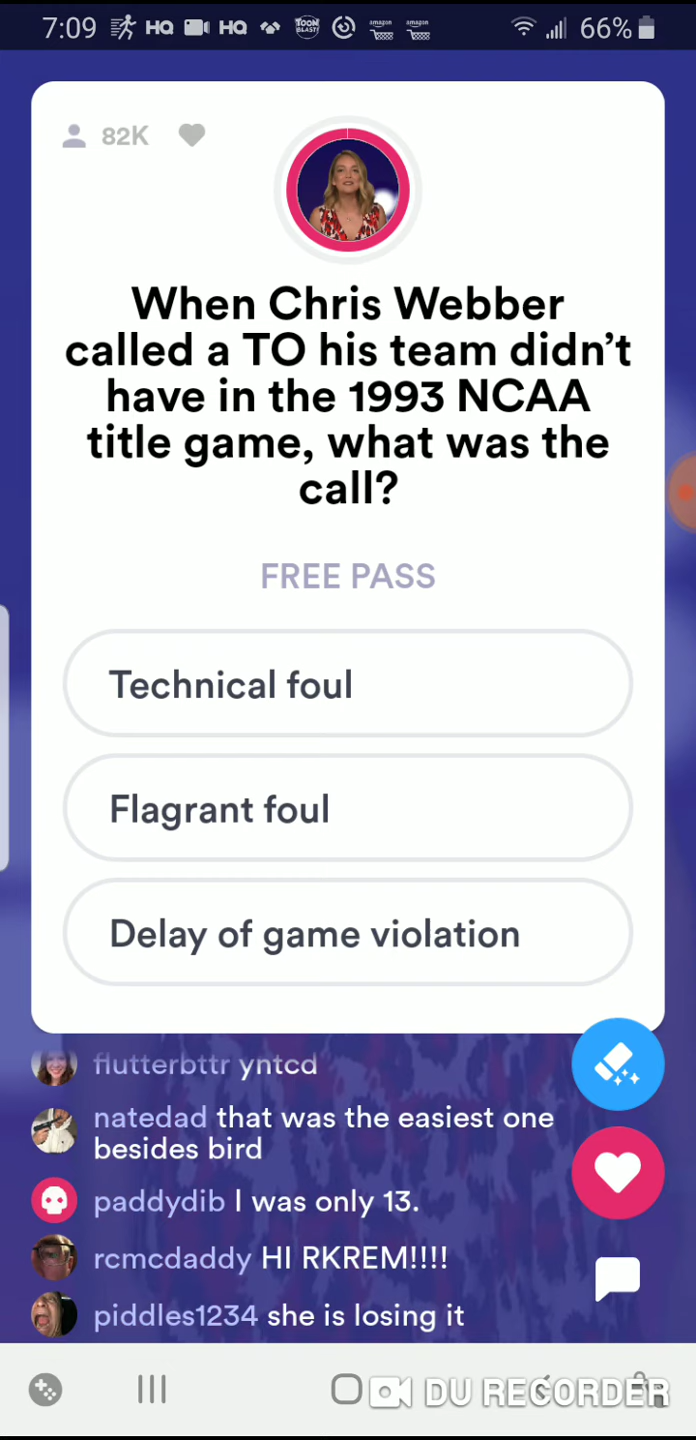 7:09 HQ HQ TOON BLAST! amazon amazon 66%
82K
When Chris Webber
called a TO his team didn't
have in the 1993 NCAA
title game, what was the
call?
FREE PASS
Technical foul
Flagrant foul
Delay of game violation
flutterbttr yntcd
natedad that was the easiest one
besides bird
paddydib I was only 13.
rcmcdaddy HI RKREM!!!!
piddles1234 she is losing it
DU RECORDER